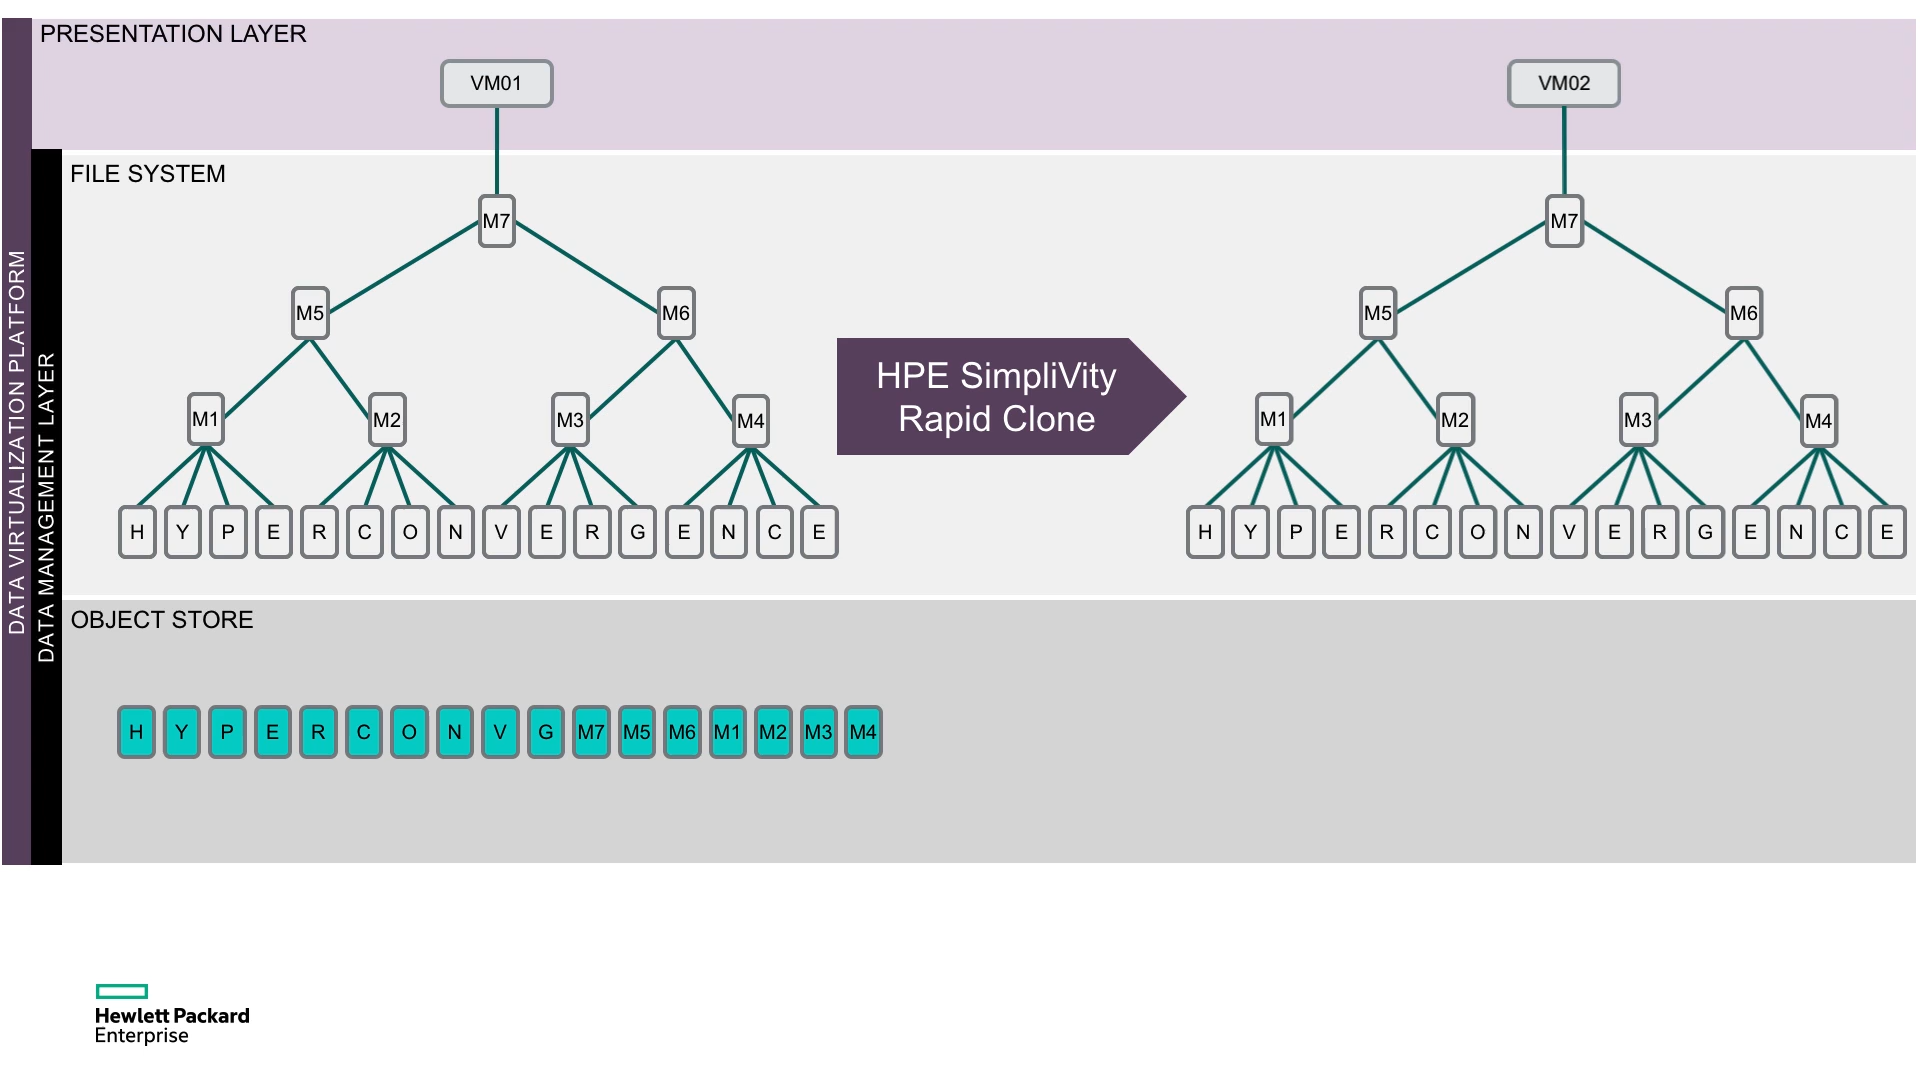 PRESENTATION LAYER
VM01
VM02
FILE SYSTEM
M7
M7
M5
M6
M5
M6
HPE SimpliVity
Rapid Clone
M1
M2
M3
M4
M1
M2
M3
M4
H Y P E R C O N V E R G E N C E
H Y P E R C O N V E R G E N C E
OBJECT STORE
H Y P E R C O N V G M7 M5 M6 M1 M2 M3 M4
DATA VIRTUALIZATION PLATFORM
DATA MANAGEMENT LAYER
Hewlett Packard
Enterprise